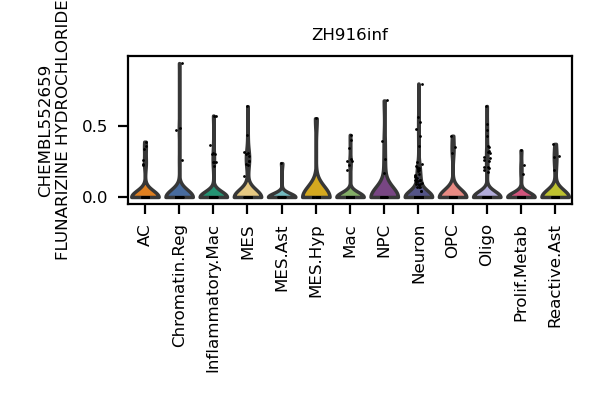 ZH916inf
CHEMBL552659
FLUNARIZINE HYDROCHLORIDE
0.5
0.0
AC
Chromatin.Reg
Inflammatory.Mac
MES
MES.Ast
MES.Hyp
Mac
NPC
Neuron
OPC
Oligo
Prolif.Metab
Reactive.Ast